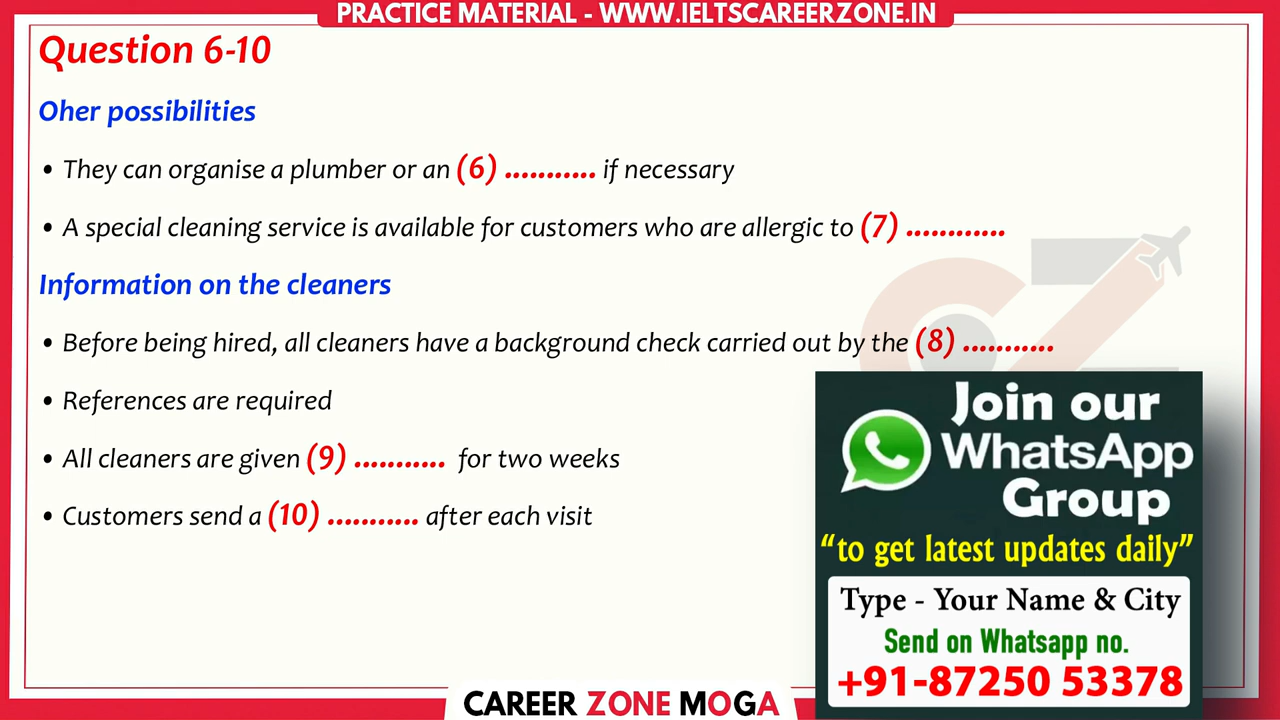 PRACTICE MATERIAL - WWW.IELTSCAREERZONE.IN
Question 6-10
Oher possibilities
• They can organise a plumber or an (6) ........... if necessary
• A special cleaning service is available for customers who are allergic to (7) ............
Information on the cleaners
• Before being hired, all cleaners have a background check carried out by the (8) ...........
• References are required
• All cleaners are given (9) ........... for two weeks
• Customers send a (10) ........... after each visit
Join our
WhatsApp
Group
“to get latest updates daily”
Type - Your Name & City
Send on Whatsapp no.
+91-87250 53378
CAREER ZONE MOGA